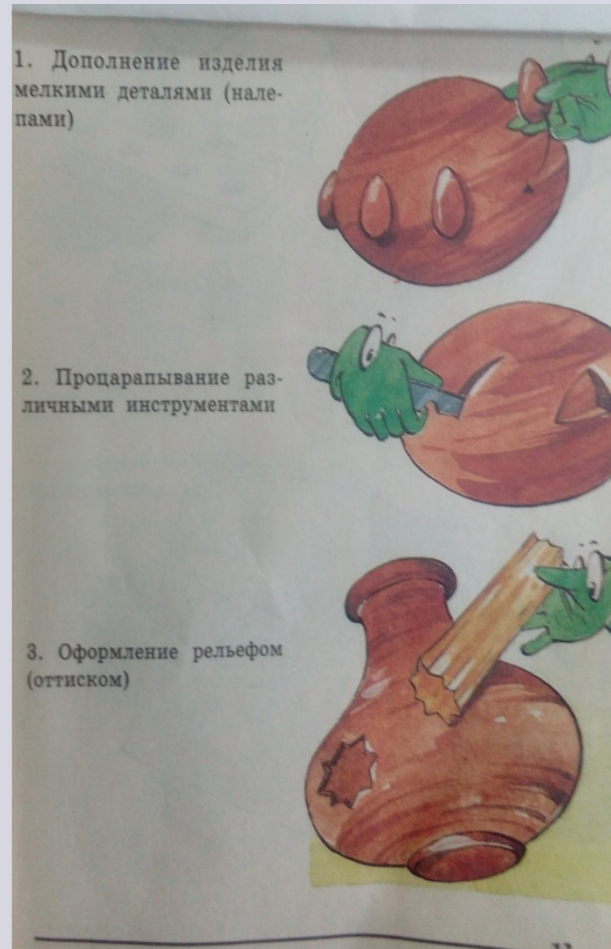 1. Дополнение изделия
мелкими деталями (нале-
пами)
2. Процарапывание раз-
личными инструментами
3. Оформление рельефом
(оттиском)